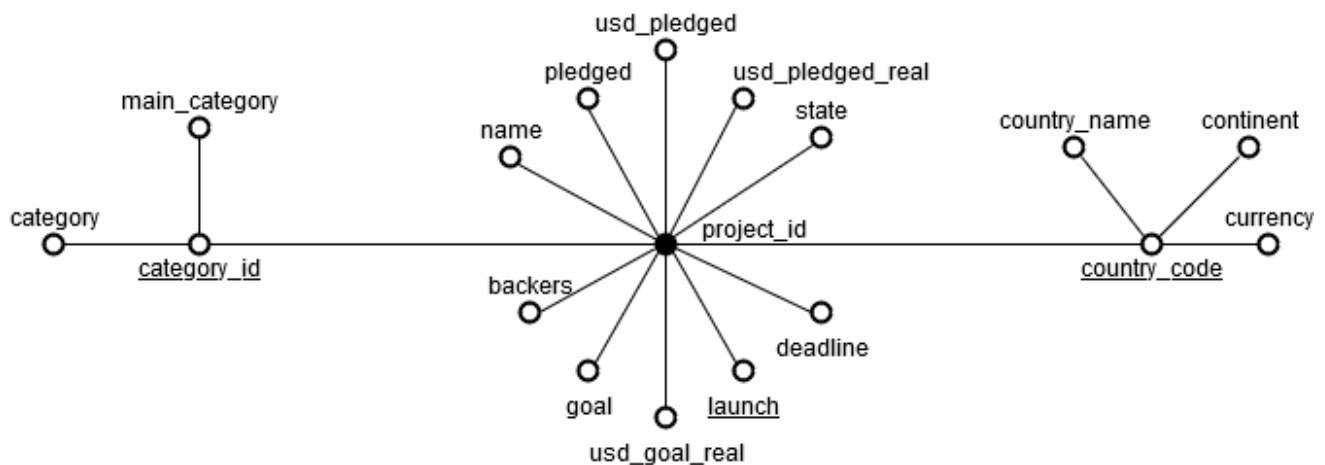 usd_pledged
pledged
usd_pledged_real
main_category
state
country_name
continent
name
category
project_id
currency
category_id
country_code
backers
deadline
goal
launch
usd_goal_real